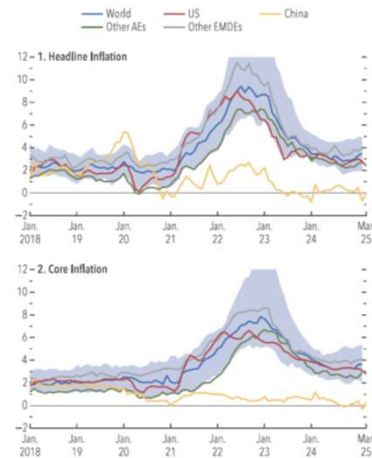 World US China
Other AEs Other EMDEs
12 1. Headline Inflation
10
8
6
4
2
0
−2
Jan. Jan. Jan. Jan. Jan. Jan. Jan. Mar.
2018 19 20 21 22 23 24 25
12 2. Core Inflation
10
8
6
4
2
0
−2
Jan. Jan. Jan. Jan. Jan. Jan. Jan. Mar.
2018 19 20 21 22 23 24 25